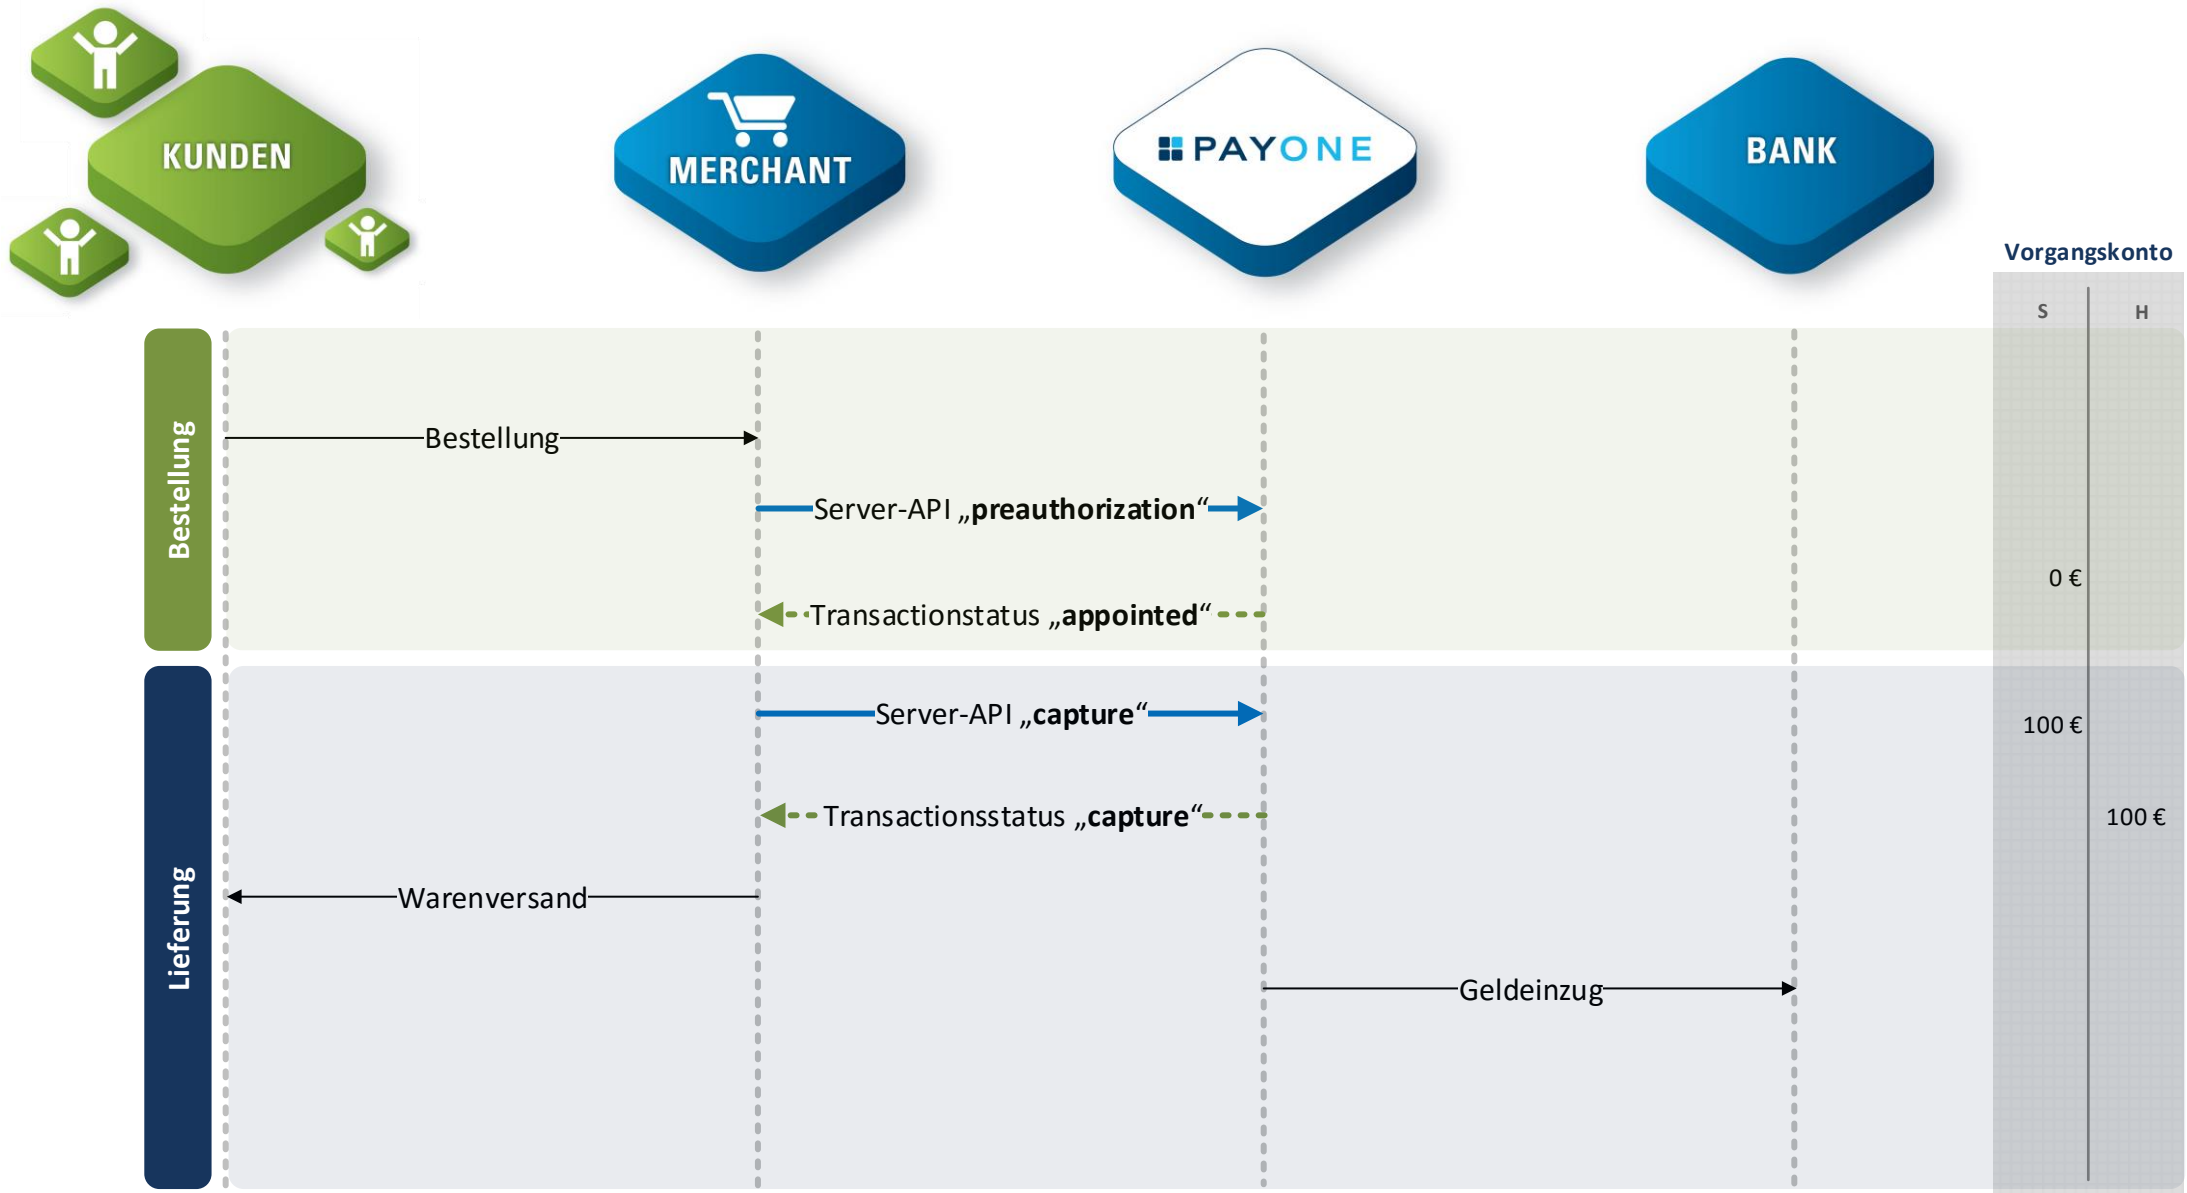 KUNDEN
MERCHANT
PAYONE
BANK
Vorgangskonto
S
H
Bestellung
Bestellung
Server-API „preauthorization“
0 €
Transactionstatus „appointed“
Lieferung
Server-API „capture“
100 €
Transactionsstatus „capture“
100 €
Warenversand
Geldeinzug